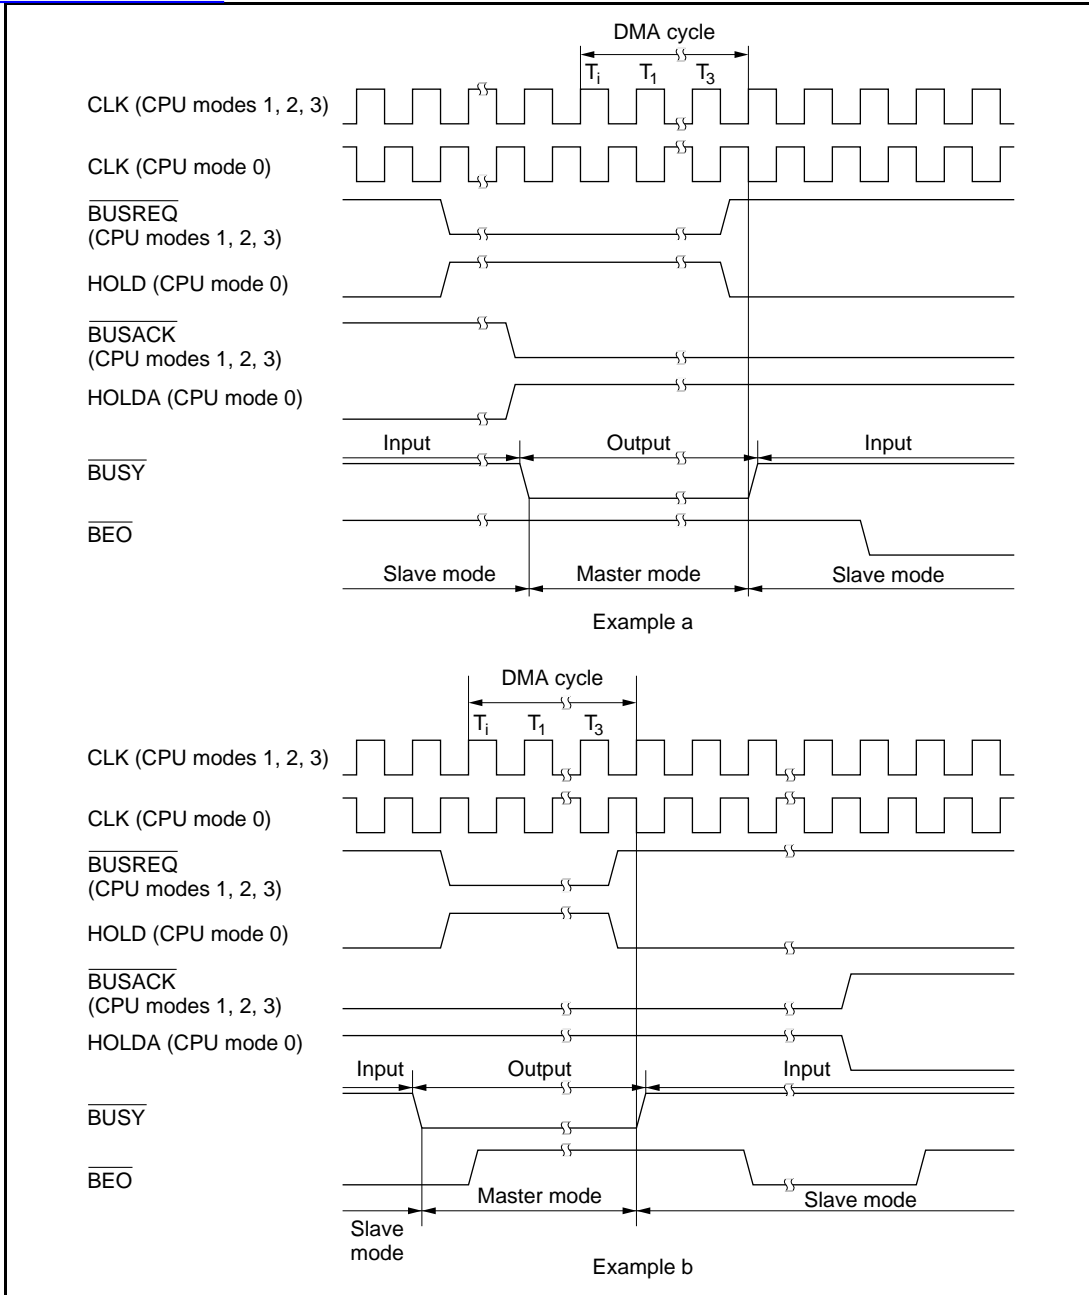 DMA cycle
Ti T1 T3
CLK (CPU modes 1, 2, 3)
CLK (CPU mode 0)
BUSREQ
(CPU modes 1, 2, 3)
HOLD (CPU mode 0)
BUSACK
(CPU modes 1, 2, 3)
HOLDA (CPU mode 0)
Input Output Input
BUSY
BEO
Slave mode Master mode Slave mode
Example a
DMA cycle
Ti T1 T3
CLK (CPU modes 1, 2, 3)
CLK (CPU mode 0)
BUSREQ
(CPU modes 1, 2, 3)
HOLD (CPU mode 0)
BUSACK
(CPU modes 1, 2, 3)
HOLDA (CPU mode 0)
Input Output Input
BUSY
BEO
Master mode Slave mode
Slave
mode
Example b